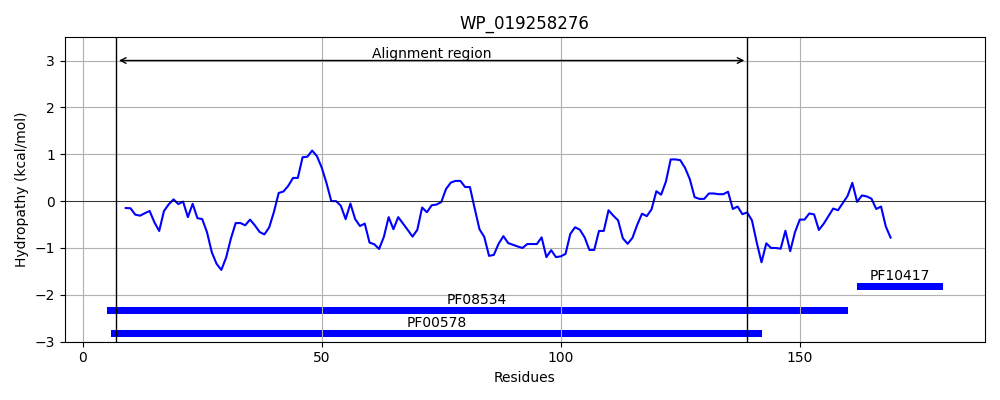 WP_019258276
Alignment region
3
2
1
0
−1
−2
−3
Hydropathy (kcal/mol)
PF10417
PF08534
PF00578
0 50 100 150
Residues